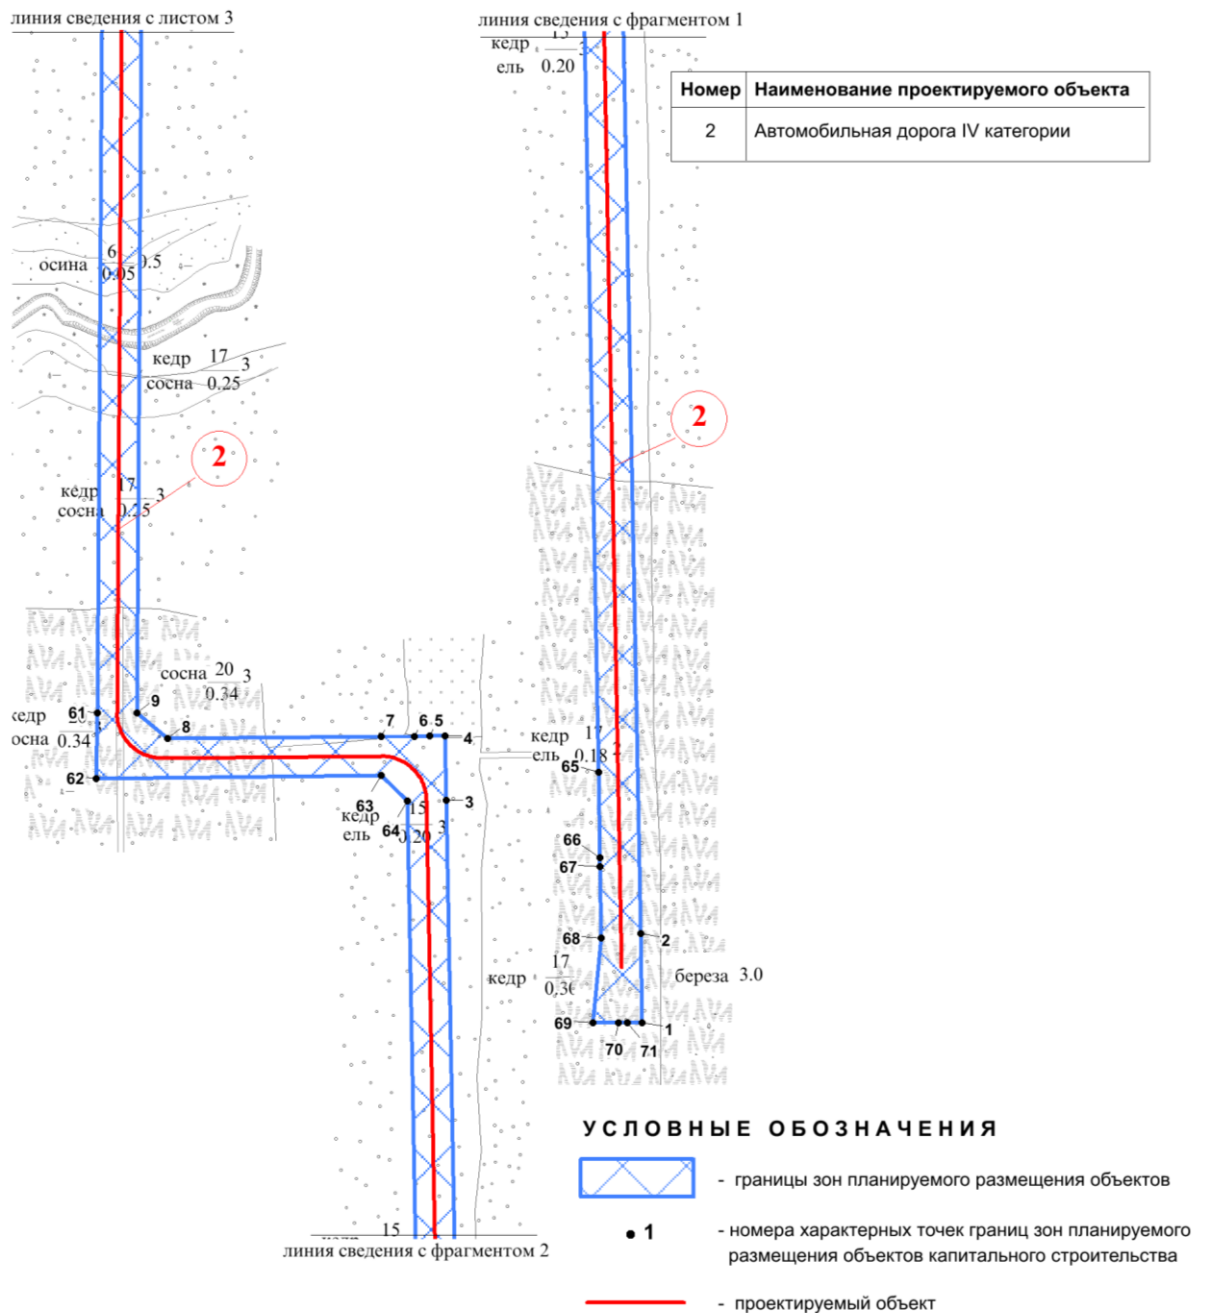 линия сведения с листом 3
линия сведения с фрагментом 1
кедр 15 3
ель 0.20
Номер Наименование проектируемого объекта
2 Автомобильная дорога IV категории
осина 6 0.5
0.05
кедр 17 3
сосна 0.25
2
2
кедр 17 3
сосна 0.25
сосна 20 3
0.34
9
8
61
0.34
62
7
6
5
4
3
63
64
кедр 15 3
ель 0.20
кедр 17 2
ель 0.18
65
66
67
68
2
кедр 17
береза 3.0
69
70
71
1
15
линия сведения с фрагментом 2
УСЛОВНЫЕ ОБОЗНАЧЕНИЯ
- границы зон планируемого размещения объектов
1 - номера характерных точек границ зон планируемого
размещения объектов капитального строительства
- проектируемый объект